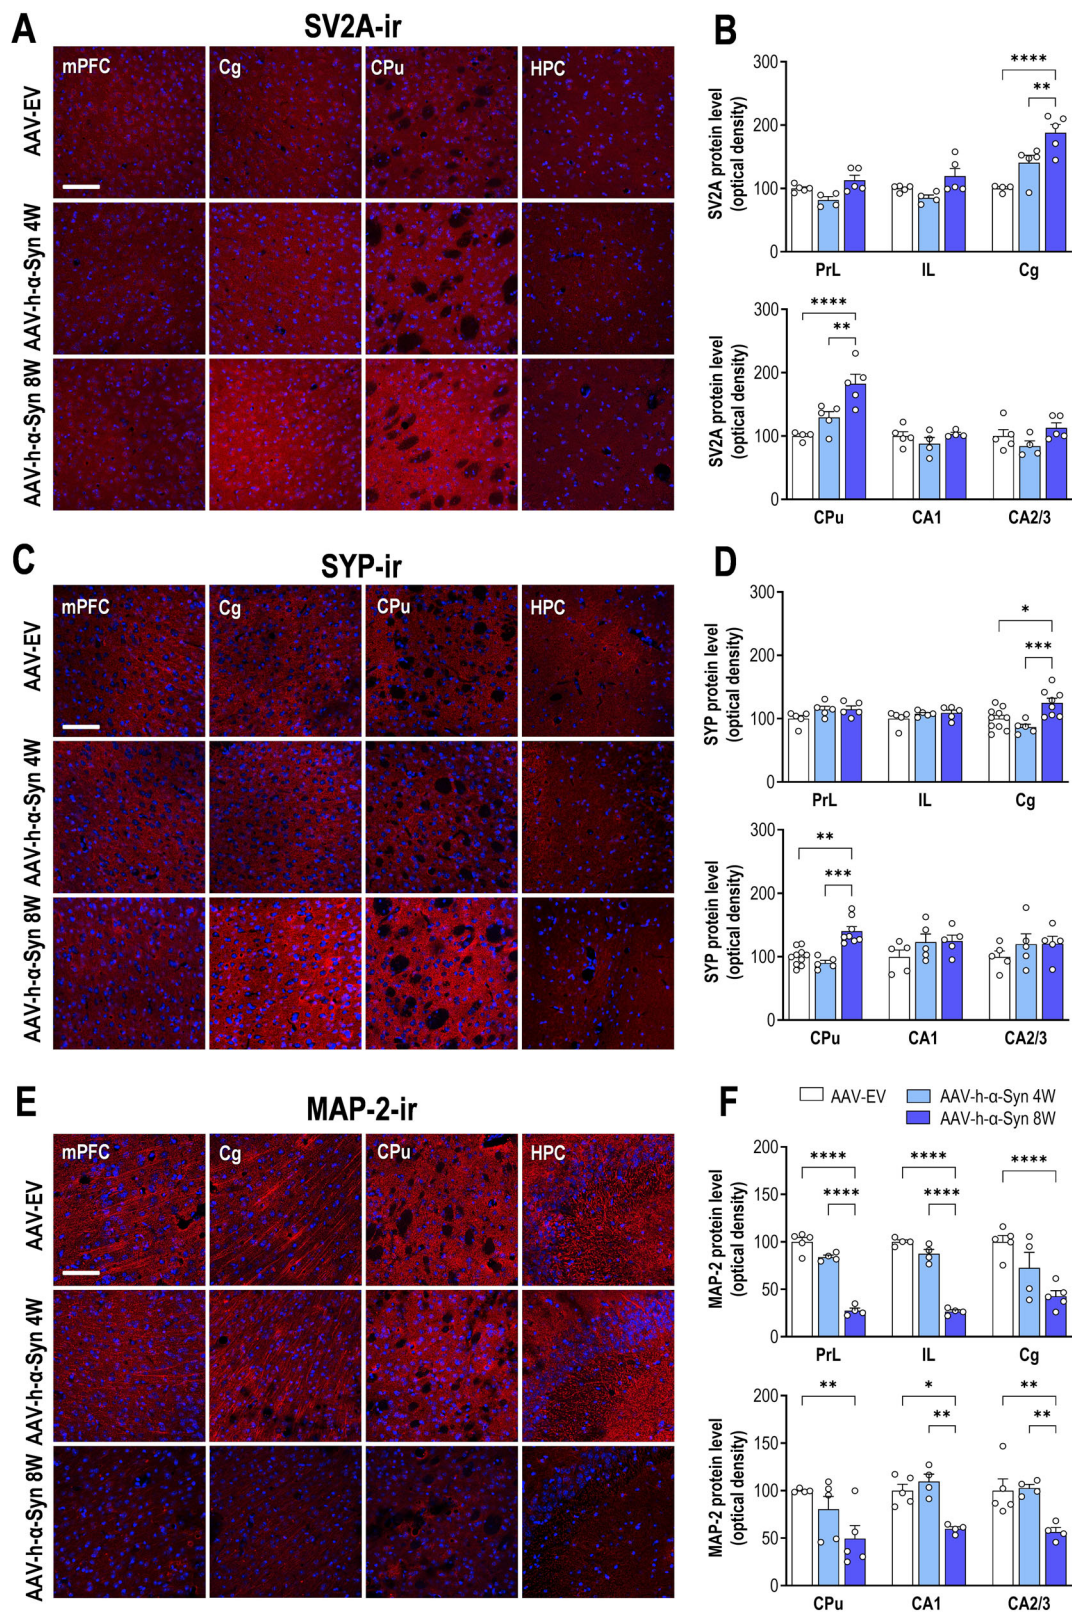 A
SV2A-ir
mPFC
Cg
CPu
HPC
AAV-EV
AAV-h-α-Syn 4W
AAV-h-α-Syn 8W
B
SV2A protein level
(optical density)
300
200
100
0
****
**
PrL
IL
Cg
SV2A protein level
(optical density)
300
200
100
0
****
**
CPu
CA1
CA2/3
C
SYP-ir
mPFC
Cg
CPu
HPC
AAV-EV
AAV-h-α-Syn 4W
AAV-h-α-Syn 8W
D
SYP protein level
(optical density)
300
200
100
0
*
***
PrL
IL
Cg
SYP protein level
(optical density)
300
200
100
0
**
***
CPu
CA1
CA2/3
E
MAP-2-ir
mPFC
Cg
CPu
HPC
AAV-EV
AAV-h-α-Syn 4W
AAV-h-α-Syn 8W
F
AAV-EV
AAV-h-α-Syn 4W
AAV-h-α-Syn 8W
MAP-2 protein level
(optical density)
200
150
100
50
0
****
****
****
****
****
PrL
IL
Cg
MAP-2 protein level
(optical density)
200
150
100
50
0
**
*
**
**
**
CPu
CA1
CA2/3